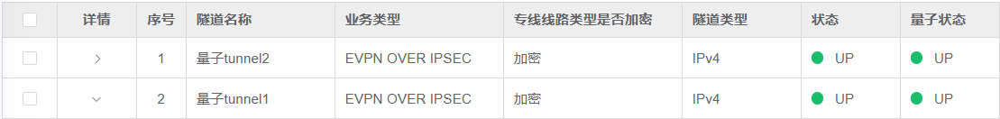 详情 序号 隧道名称 业务类型 专线线路类型是否加密 隧道类型 状态 量子状态
1 量子tunnel2 EVPN OVER IPSEC 加密 IPv4 UP UP
2 量子tunnel1 EVPN OVER IPSEC 加密 IPv4 UP UP